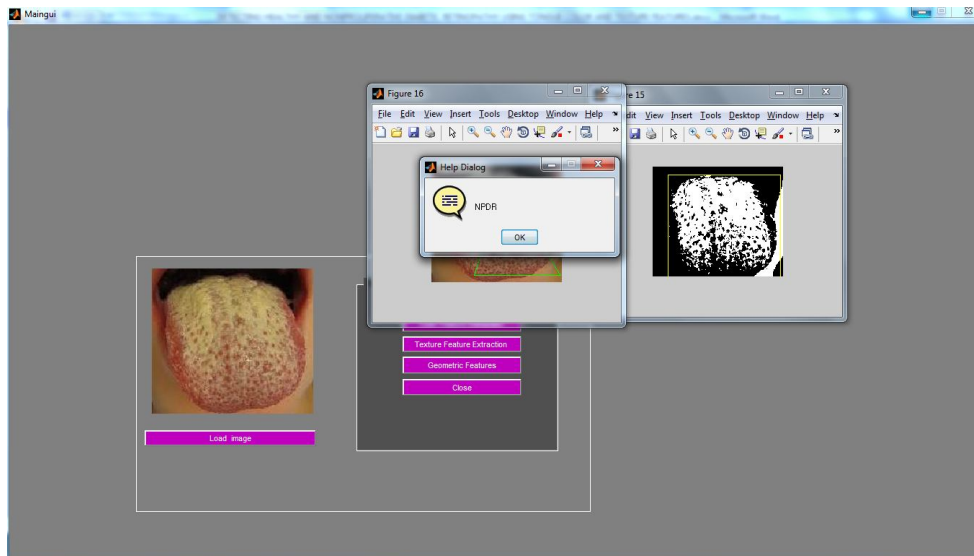 Maingui
Figure 16
File Edit View Insert Tools Desktop Window Help
re 15
dit View Insert Tools Desktop Window Help
Help Dialog
NPDR
OK
Texture Feature Extraction
Geometric Features
Close
Load image